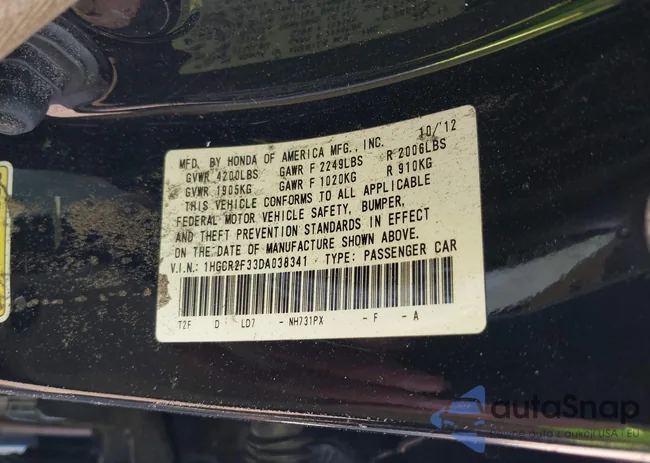 MFD. BY HONDA OF AMERICA MFG., INC. 10/12
GVWR 4200LBS GAWR F 2249LBS R 2006LBS
GVWR 1905KG GAWR F 1020KG R 910KG
THIS VEHICLE CONFORMS TO ALL APPLICABLE
FEDERAL MOTOR VEHICLE SAFETY, BUMPER,
AND THEFT PREVENTION STANDARDS IN EFFECT
ON THE DATE OF MANUFACTURE SHOWN ABOVE.
V.I.N.: 1HGCR2F33DA038341 TYPE: PASSENGER CAR
T2F D LD7 - NH731PX - F - A
autoSnap